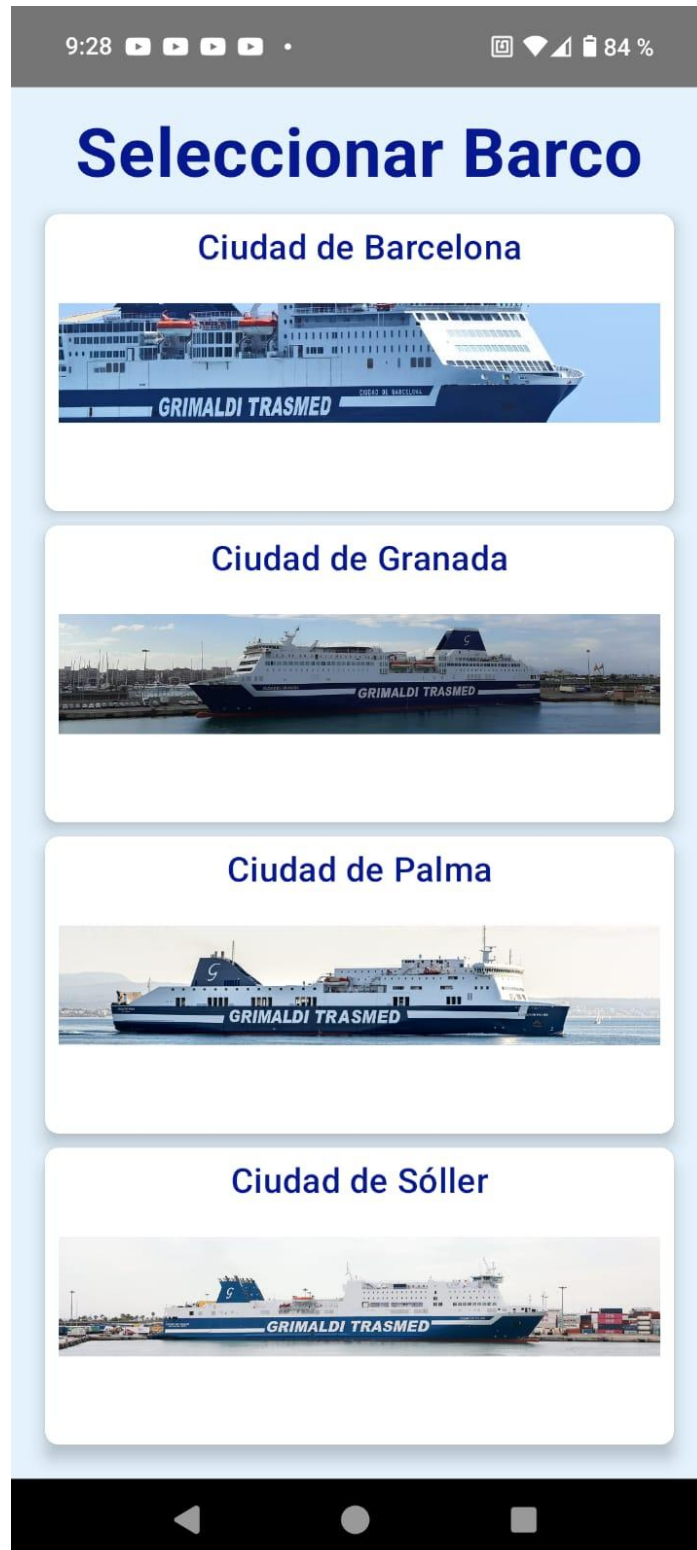 9:28
84 %
Seleccionar Barco
Ciudad de Barcelona
CIUDAD DE BARCELONA
GRIMALDI TRASMED
Ciudad de Granada
GRIMALDI TRASMED
Ciudad de Palma
GRIMALDI TRASMED
Ciudad de Sóller
GRIMALDI TRASMED